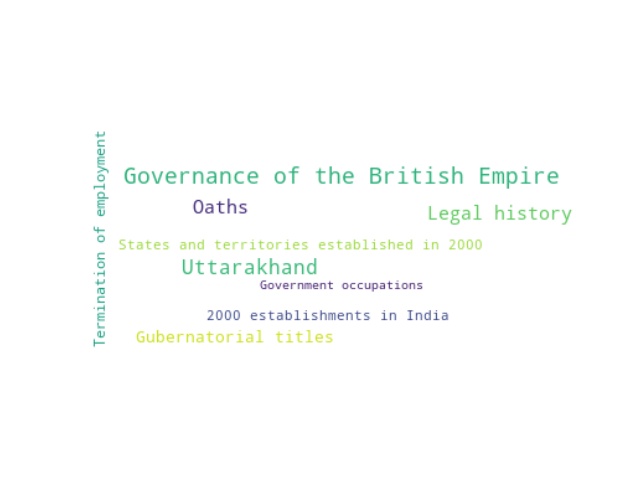 Termination of employment
Governance of the British Empire
Oaths
Legal history
States and territories established in 2000
Uttarakhand
Government occupations
2000 establishments in India
Gubernatorial titles